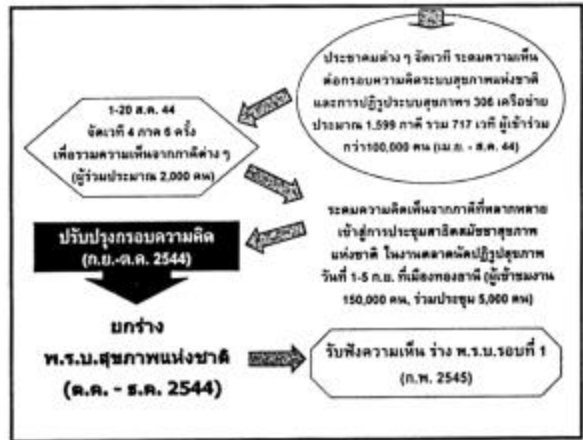 ประชาคมต่าง ๆ จัดเวที ระดมความเห็น
ต่อกรอบความคิดระบบสุขภาพแห่งชาติ
และการปฏิรูประบบสุขภาพฯ 306 เครือข่าย
ประมาณ 1,599 ภาคี รวม 717 เวที ผู้เข้าร่วม
กว่า100,000 คน (เม.ย. - ส.ค. 44)
1-20 ส.ค. 44
จัดเวที 4 ภาค 6 ครั้ง
เพื่อรวมความเห็นจากภาคีต่าง ๆ
(ผู้ร่วมประมาณ 2,000 คน)
ระดมความคิดเห็นจากภาคีที่หลากหลาย
เข้าสู่การประชุมสาธิตสมัชชาสุขภาพ
แห่งชาติ ในงานตลาดนัดปฏิรูปสุขภาพ
วันที่ 1-5 ก.ย. ที่เมืองทองธานี (ผู้เข้าชมงาน
150,000 คน, ร่วมประชุม 5,000 คน)
ปรับปรุงกรอบความคิด
(ก.ย.-ต.ค. 2544)
ยกร่าง
พ.ร.บ.สุขภาพแห่งชาติ
(ต.ค. - ธ.ค. 2544)
รับฟังความเห็น ร่าง พ.ร.บ.รอบที่ 1
(ก.พ. 2545)